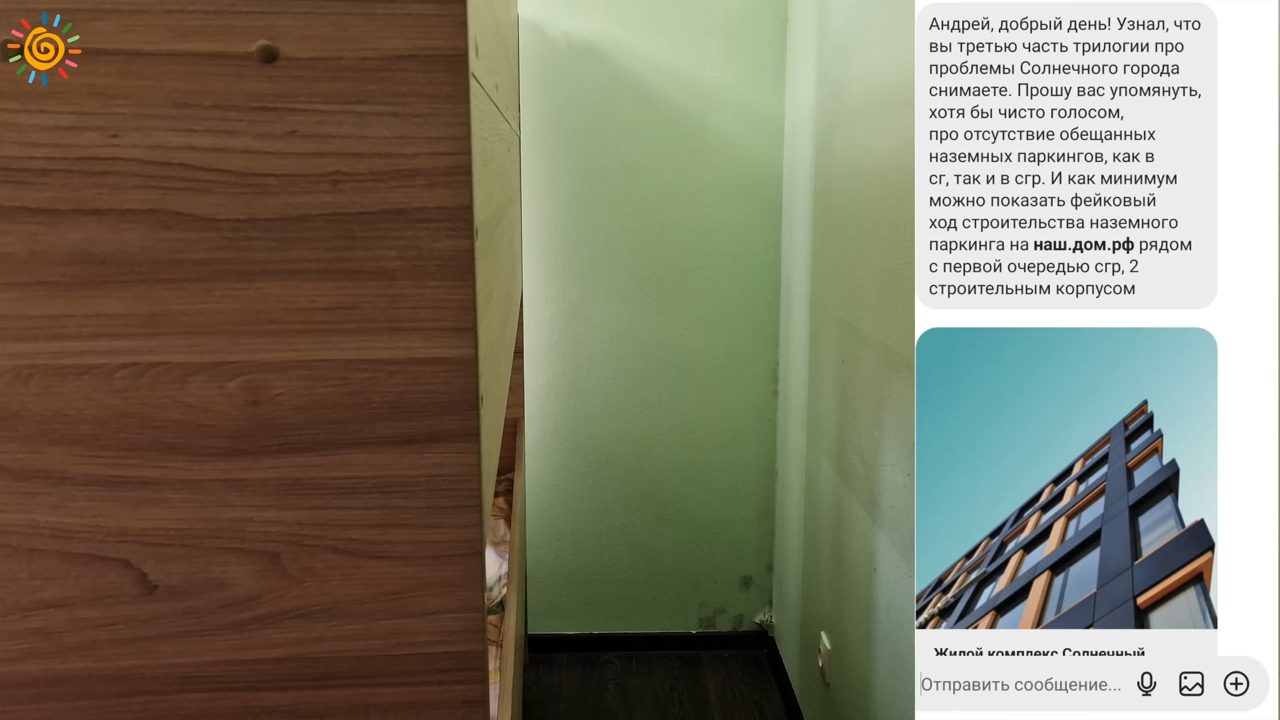 Андрей, добрый день! Узнал, что
вы третью часть трилогии про
проблемы Солнечного города
снимаете. Прошу вас упомянуть,
хотя бы чисто голосом,
про отсутствие обещанных
наземных паркингов, как в
сг, так и в сгр. И как минимум
можно показать фейковый
ход строительства наземного
паркинга на наш.дом.рф рядом
с первой очередью сгр, 2
строительным корпусом
Жилой комплекс Солнечный
Отправить сообщение...